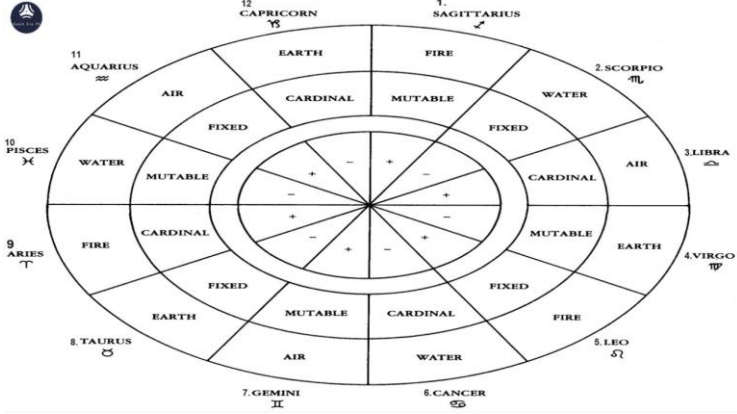 12
CAPRICORN
♑
1.
SAGITTARIUS
♐
11
AQUARIUS
♒
EARTH
FIRE
2.SCORPIO
♏
AIR
CARDINAL
MUTABLE
WATER
FIXED
FIXED
10
PISCES
♓
WATER
MUTABLE
CARDINAL
AIR
3.LIBRA
♎
+
-
+
-
-
+
-
+
+
-
-
+
+
-
9
ARIES
♈
FIRE
CARDINAL
MUTABLE
EARTH
4.VIRGO
♍
FIXED
FIXED
EARTH
MUTABLE
CARDINAL
FIRE
8.TAURUS
♉
AIR
WATER
5.LEO
♌
7.GEMINI
♊
6.CANCER
♋